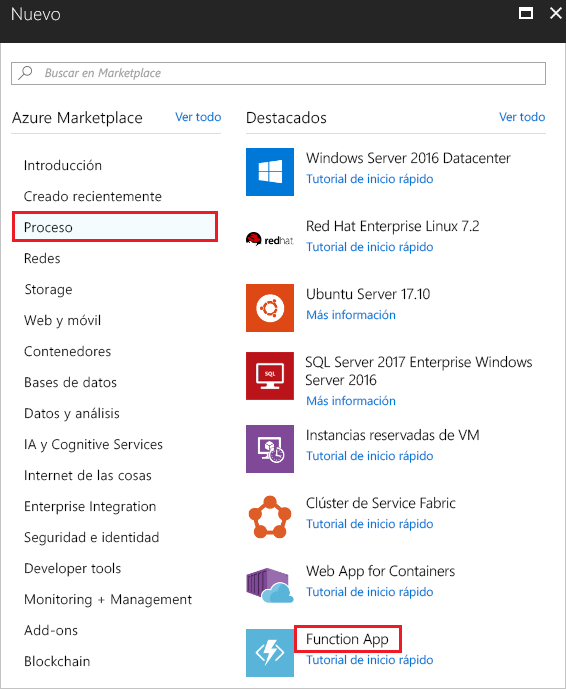 Nuevo
Buscar en Marketplace
Azure Marketplace
Ver todo
Introducción
Creado recientemente
Proceso
Redes
Storage
Web y móvil
Contenedores
Bases de datos
Datos y análisis
IA y Cognitive Services
Internet de las cosas
Enterprise Integration
Seguridad e identidad
Developer tools
Monitoring + Management
Add-ons
Blockchain
Destacados
Ver todo
Windows Server 2016 Datacenter
Tutorial de inicio rápido
redhat
Red Hat Enterprise Linux 7.2
Tutorial de inicio rápido
Ubuntu Server 17.10
Más información
SQL
SQL Server 2017 Enterprise Windows
Server 2016
Más información
Instancias reservadas de VM
Tutorial de inicio rápido
Clúster de Service Fabric
Tutorial de inicio rápido
Web App for Containers
Tutorial de inicio rápido
Function App
Tutorial de inicio rápido